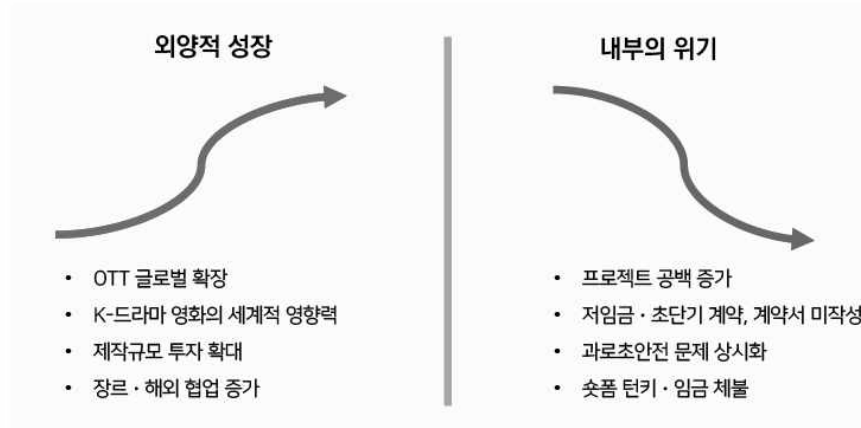 외양적 성장
• OTT 글로벌 확장
• K-드라마 영화의 세계적 영향력
• 제작규모 투자 확대
• 장르 · 해외 협업 증가
내부의 위기
• 프로젝트 공백 증가
• 저임금 · 초단기 계약, 계약서 미작성
• 과로초안전 문제 상시화
• 숏폼 턴키 · 임금 체불